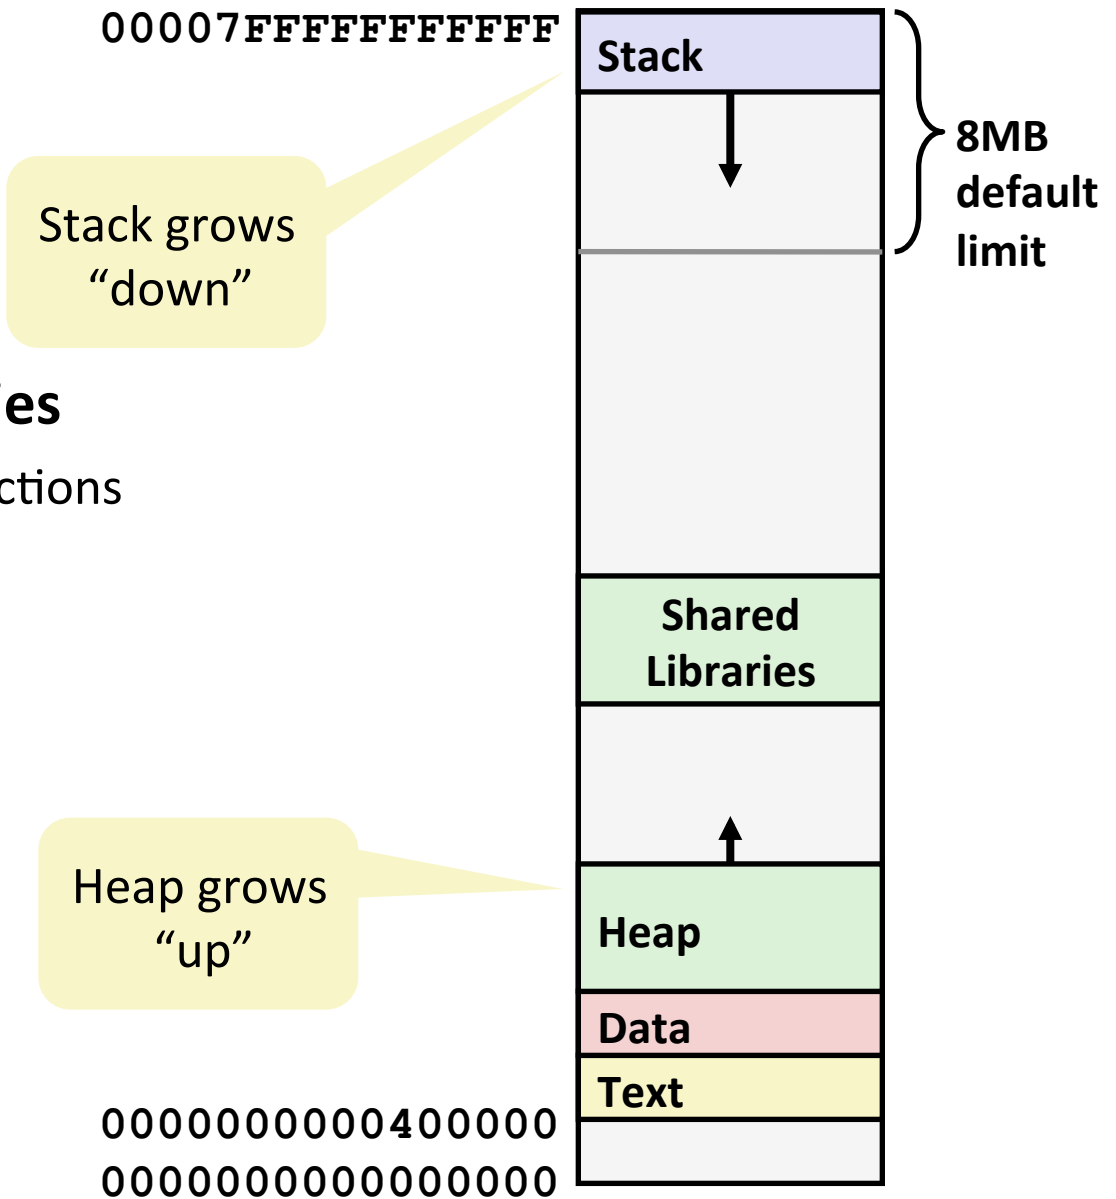 00007FFFFFFFFFFF
Stack
8MB
default
limit
Stack grows
“down”
ies
ctions
Shared
Libraries
Heap grows
“up”
Heap
Data
Text
0000000000400000
0000000000000000